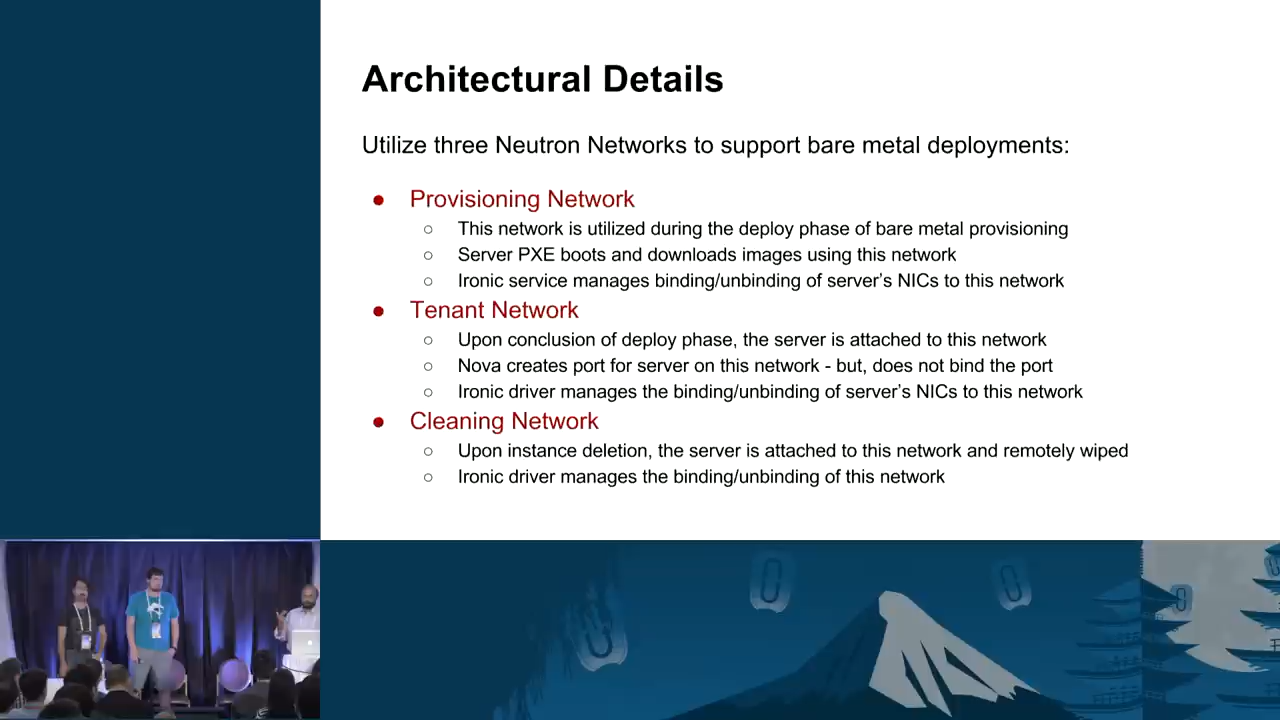 Architectural Details
Utilize three Neutron Networks to support bare metal deployments:
● Provisioning Network
○ This network is utilized during the deploy phase of bare metal provisioning
○ Server PXE boots and downloads images using this network
○ Ironic service manages binding/unbinding of server's NICs to this network
● Tenant Network
○ Upon conclusion of deploy phase, the server is attached to this network
○ Nova creates port for server on this network - but, does not bind the port
○ Ironic driver manages the binding/unbinding of server's NICs to this network
● Cleaning Network
○ Upon instance deletion, the server is attached to this network and remotely wiped
○ Ironic driver manages the binding/unbinding of this network